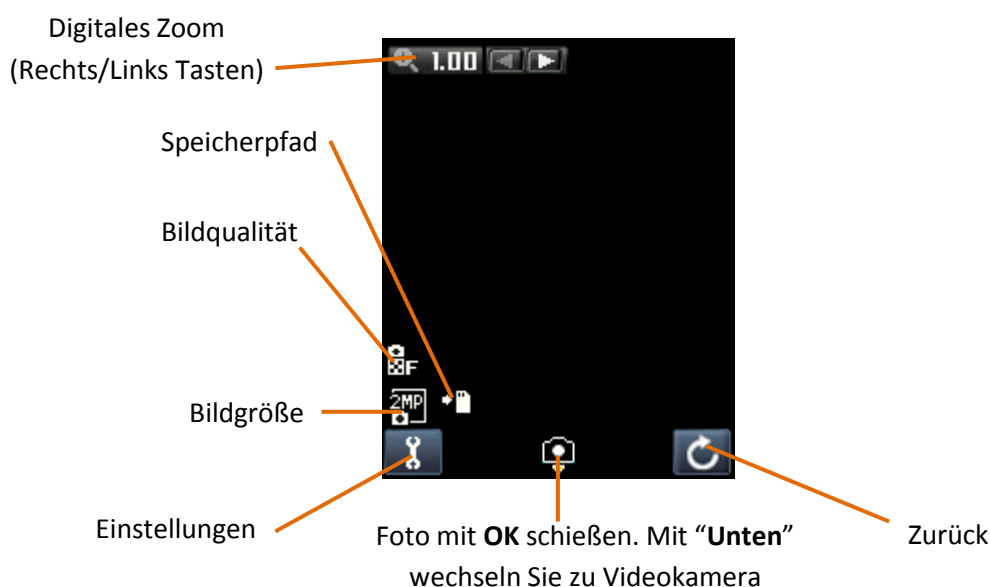 Digitales Zoom
(Rechts/Links Tasten)
1.00
Speicherpfad
Bildqualität
F
2MP
Bildgröße
Einstellungen
Foto mit OK schießen. Mit “Unten”
wechseln Sie zu Videokamera
Zurück